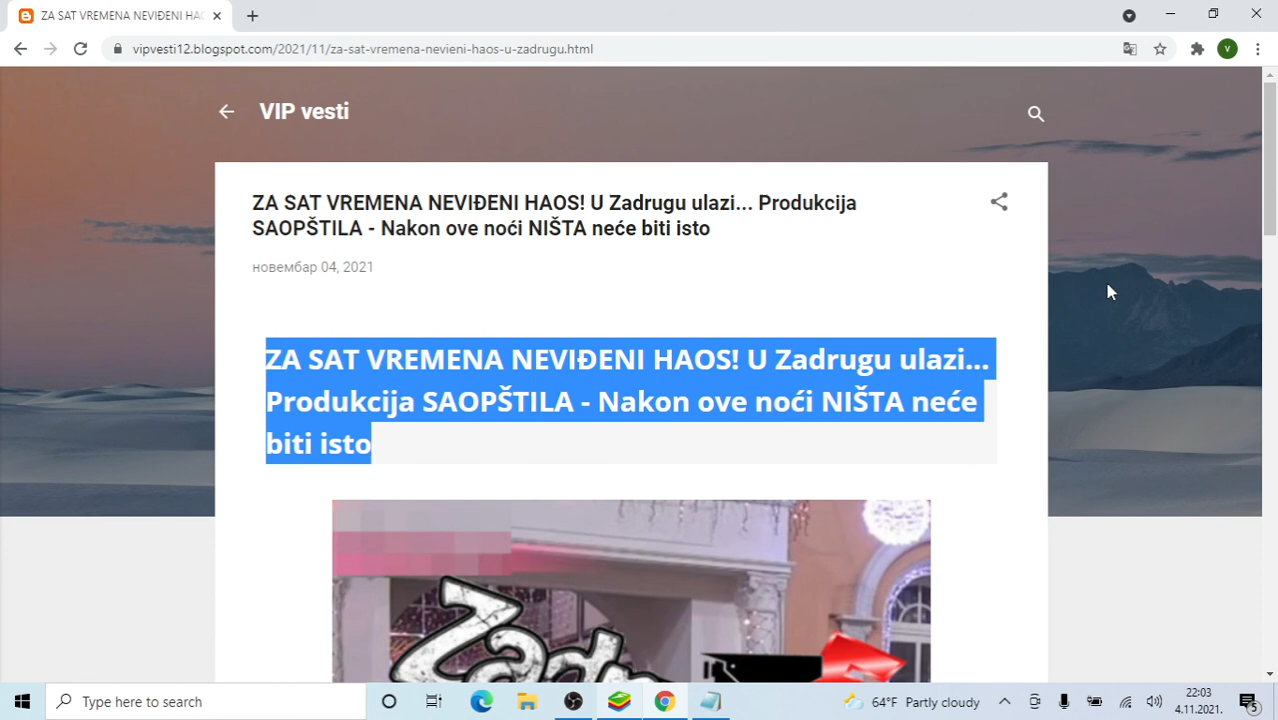 ZA SAT VREMENA NEVIĐENI HAO
vipvesti12.blogspot.com/2021/11/za-sat-vremena-nevieni-haos-u-zadrugu.html
V
VIP vesti
ZA SAT VREMENA NEVIĐENI HAOS! U Zadrugu ulazi... Produkcija
SAOPŠTILA - Nakon ove noći NIŠTA neće biti isto
новембар 04, 2021
ZA SAT VREMENA NEVIĐENI HAOS! U Zadrugu ulazi...
Produkcija SAOPŠTILA - Nakon ove noći NIŠTA neće
biti isto
Zadr
Type here to search
64°F Partly cloudy
22:03
4.11.2021.
5